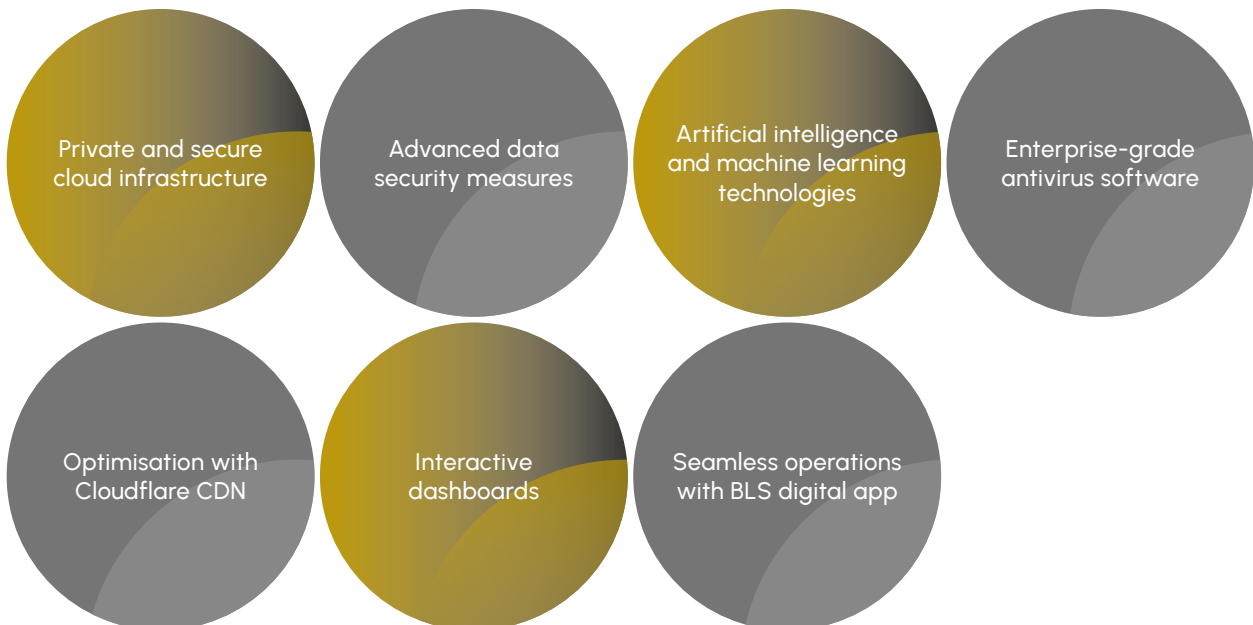 Private and secure
cloud infrastructure
Advanced data
security measures
Artificial intelligence
and machine learning
technologies
Enterprise-grade
antivirus software
Optimisation with
Cloudflare CDN
Interactive
dashboards
Seamless operations
with BLS digital app